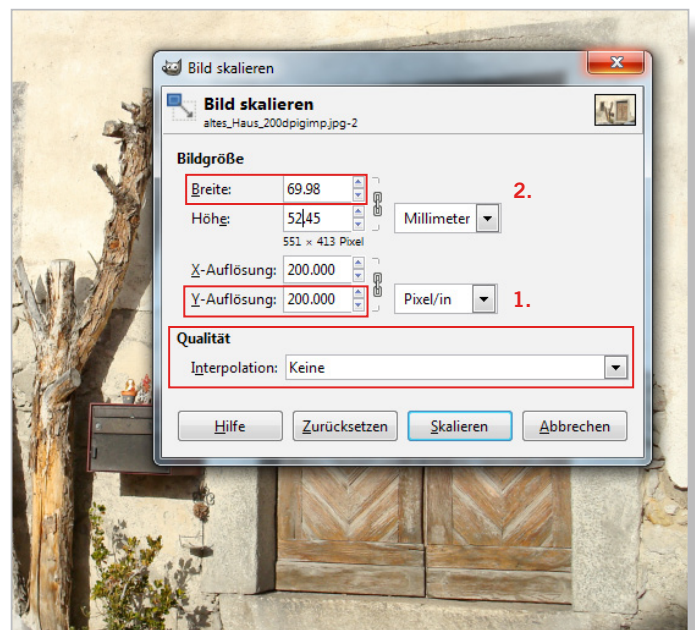 Bild skalieren
Bild skalieren
altes_Haus_200dpigimp.jpg-2
Bildgröße
Breite: 69.98
2.
Höhe: 52.45 Millimeter
551 × 413 Pixel
X-Auflösung: 200.000
Y-Auflösung: 200.000 Pixel/in 1.
Qualität
Interpolation: Keine
Hilfe Zurücksetzen Skalieren Abbrechen